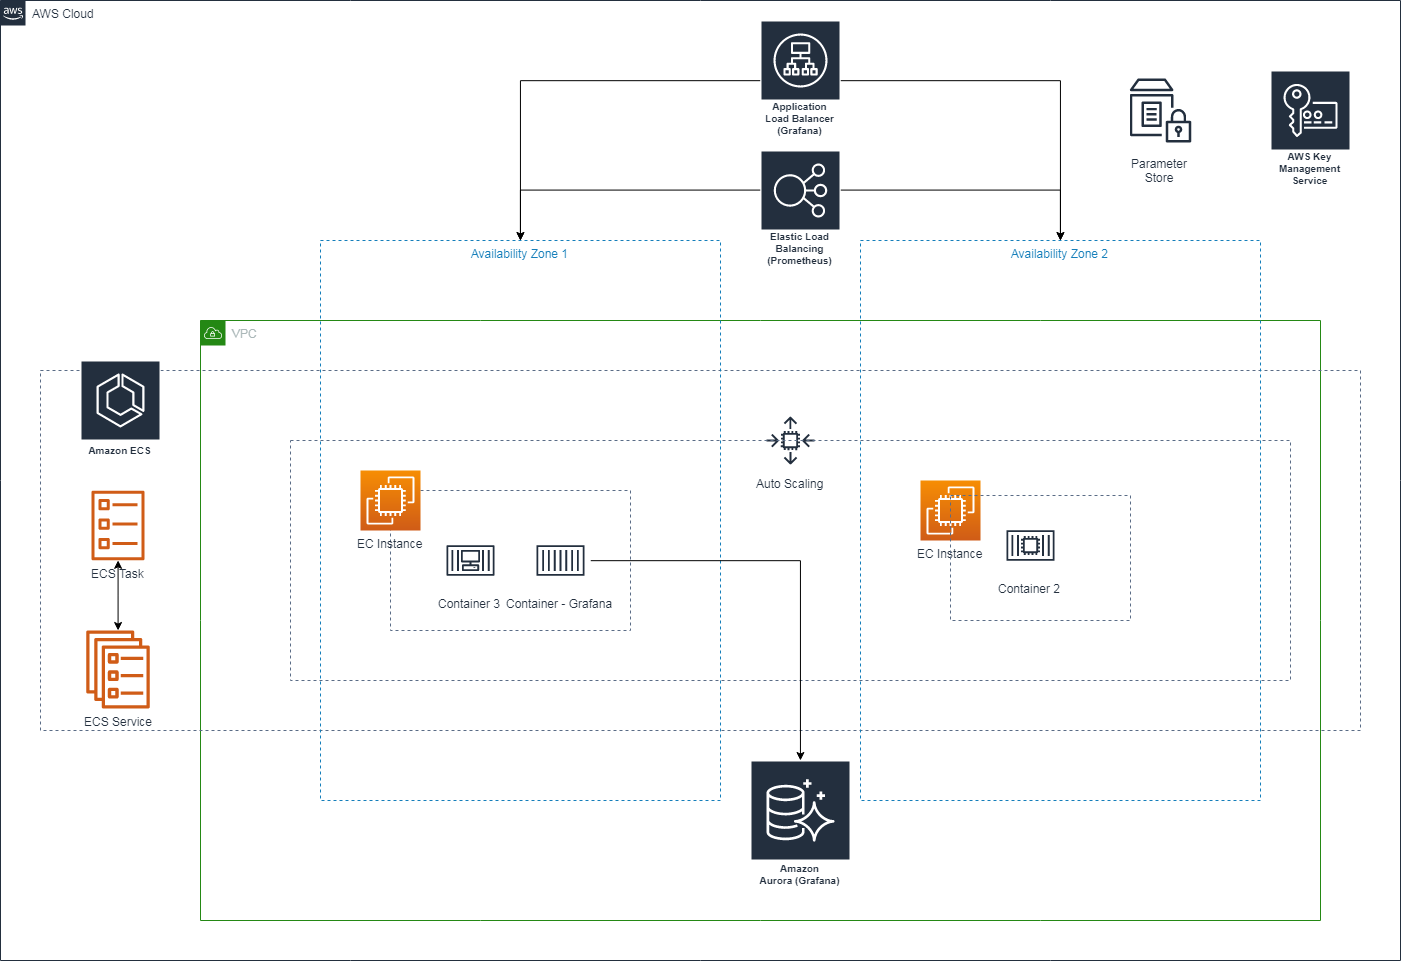 aws
AWS Cloud
Application
Load Balancer
(Grafana)
Parameter
Store
AWS Key
Management
Service
Elastic Load
Balancing
(Prometheus)
Availability Zone 1
Availability Zone 2
VPC
Amazon ECS
Auto Scaling
EC Instance
EC Instance
ECS Task
Container 3
Container - Grafana
Container 2
ECS Service
Amazon
Aurora (Grafana)